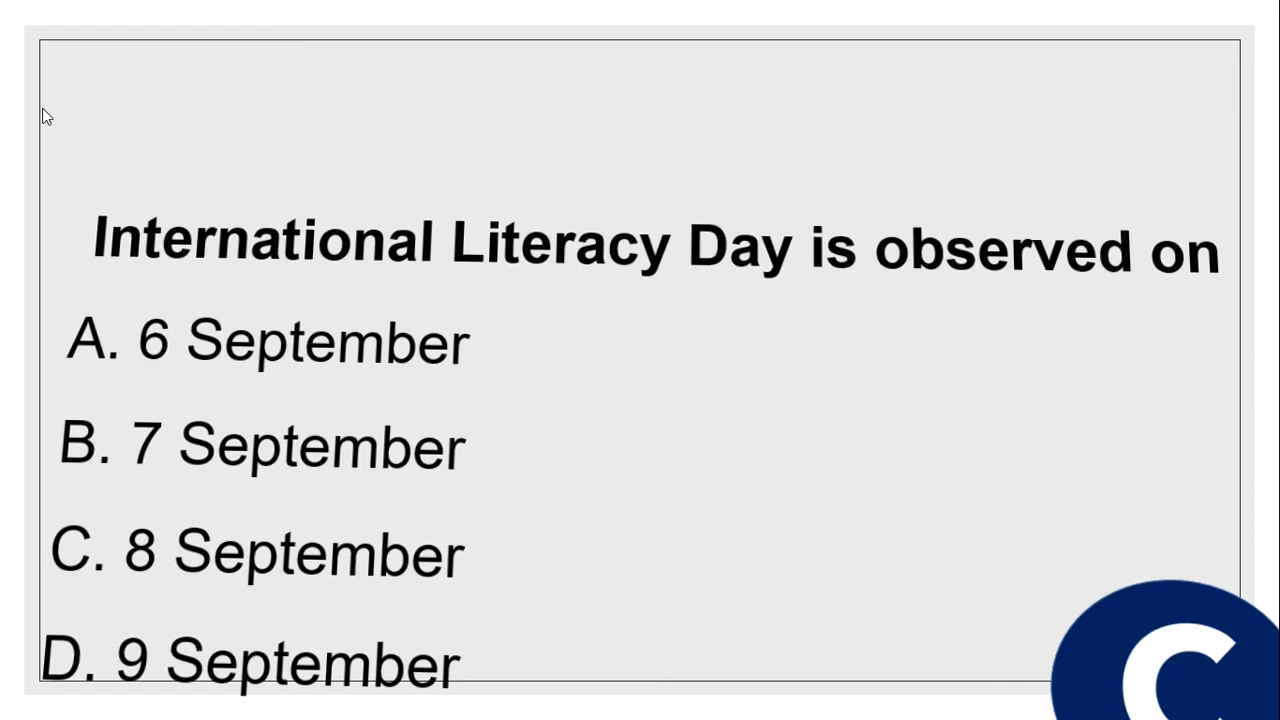 International Literacy Day is observed on
A. 6 September
B. 7 September
C. 8 September
D. 9 September
C